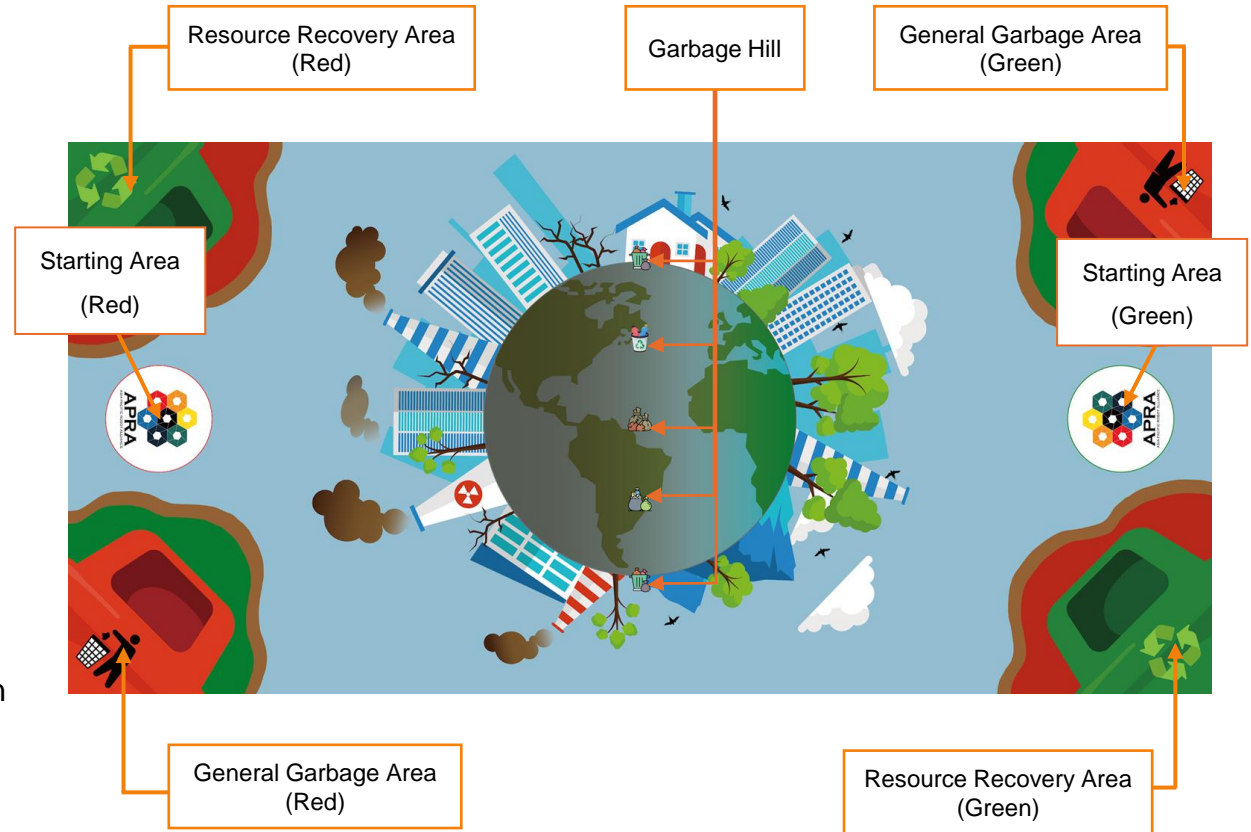 Resource Recovery Area
(Red)
Garbage Hill
General Garbage Area
(Green)
Starting Area
(Red)
Starting Area
(Green)
APRA
APRA
n
General Garbage Area
(Red)
Resource Recovery Area
(Green)